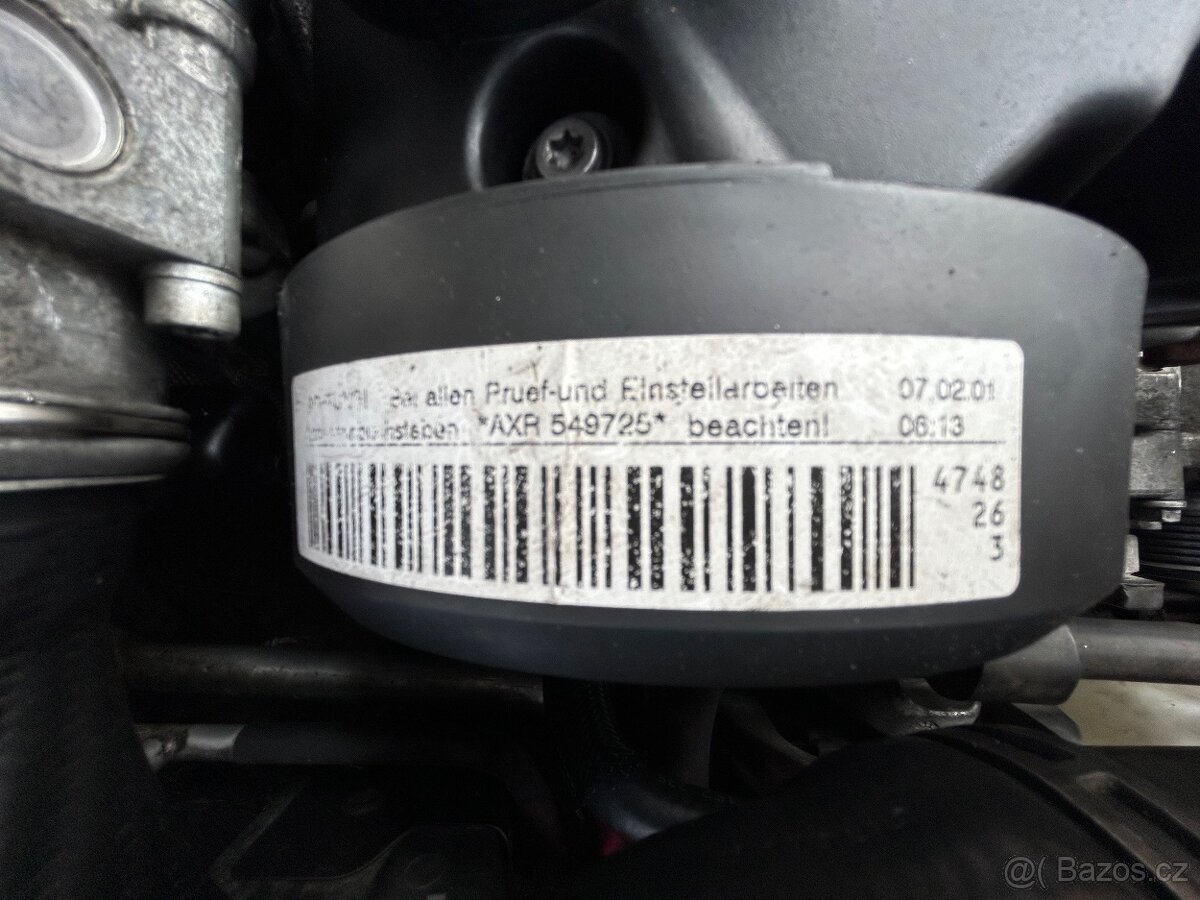 Bei allen Pruef-und Einstellarbeiten 07.02.01
*AXR 549725* beachten! 06:13
4748
26
3
@( Bazos.cz